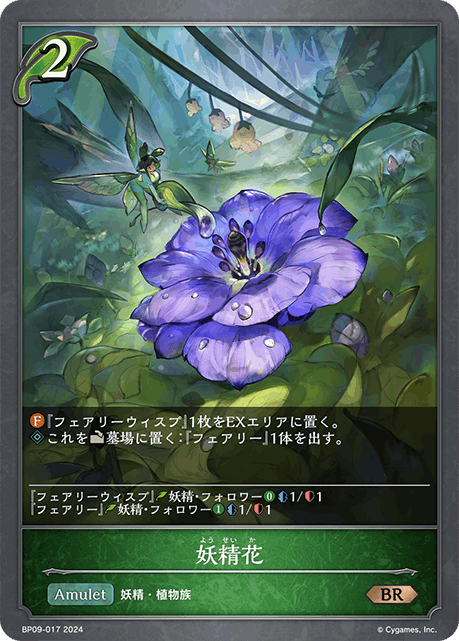 2
F『フェアリーウィスプ』1枚をEXエリアに置く。
これを墓場に置く：『フェアリー』1体を出す。
『フェアリーウィスプ』妖精・フォロワー0 1/1
『フェアリー』妖精・フォロワー1 1/1
ようせいか
妖精花
Amulet 妖精・植物族 BR
BP09-017 2024 © Cygames, Inc.